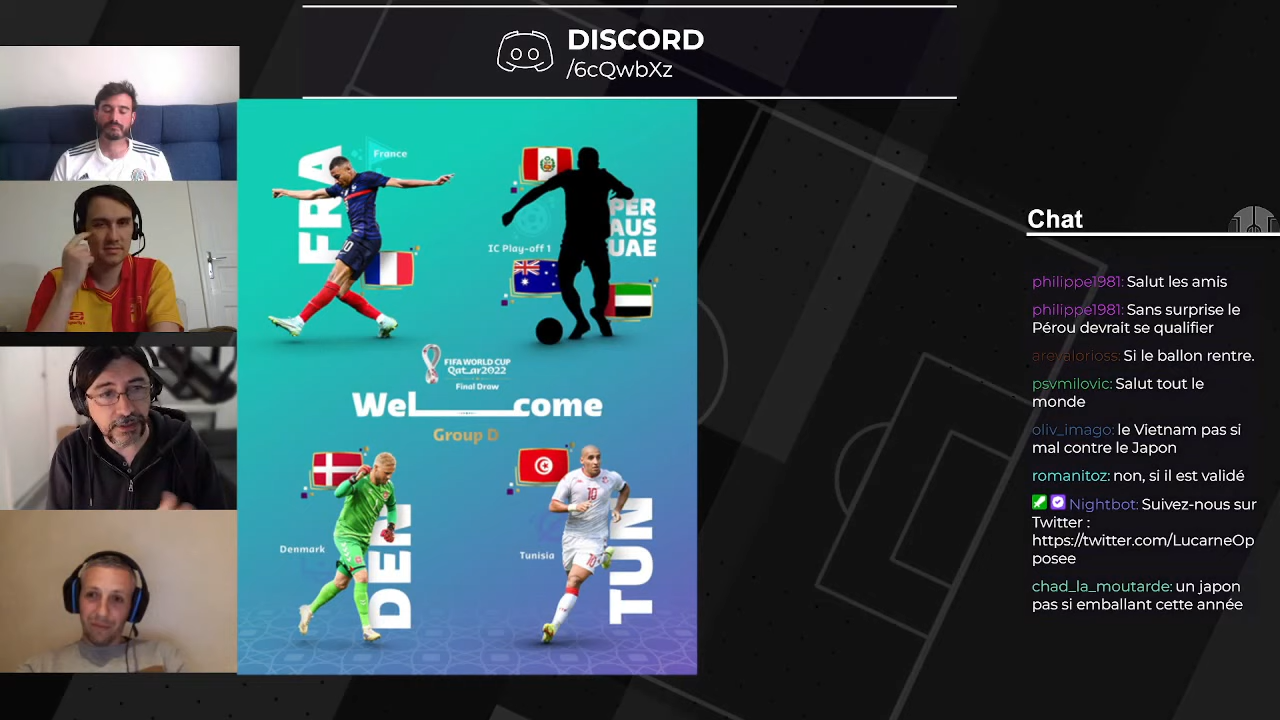 DISCORD
/6cQwbXz
FRA
France
PER
AUS
UAE
IC Play-off 1
FIFA WORLD CUP
Qatar2022
Final Draw
Welcome
Group D
DEN
Denmark
TUN
Tunisia
10
10
Chat
philippe1981: Salut les amis
philippe1981: Sans surprise le
Pérou devrait se qualifier
arevalorioss: Si le ballon rentre.
psvmilovic: Salut tout le
monde
oliv_imago: le Vietnam pas si
mal contre le Japon
romanitoz: non, si il est validé
Nightbot: Suivez-nous sur
Twitter :
https://twitter.com/LucarneOp
posee
chad_la_moutarde: un japon
pas si emballant cette année